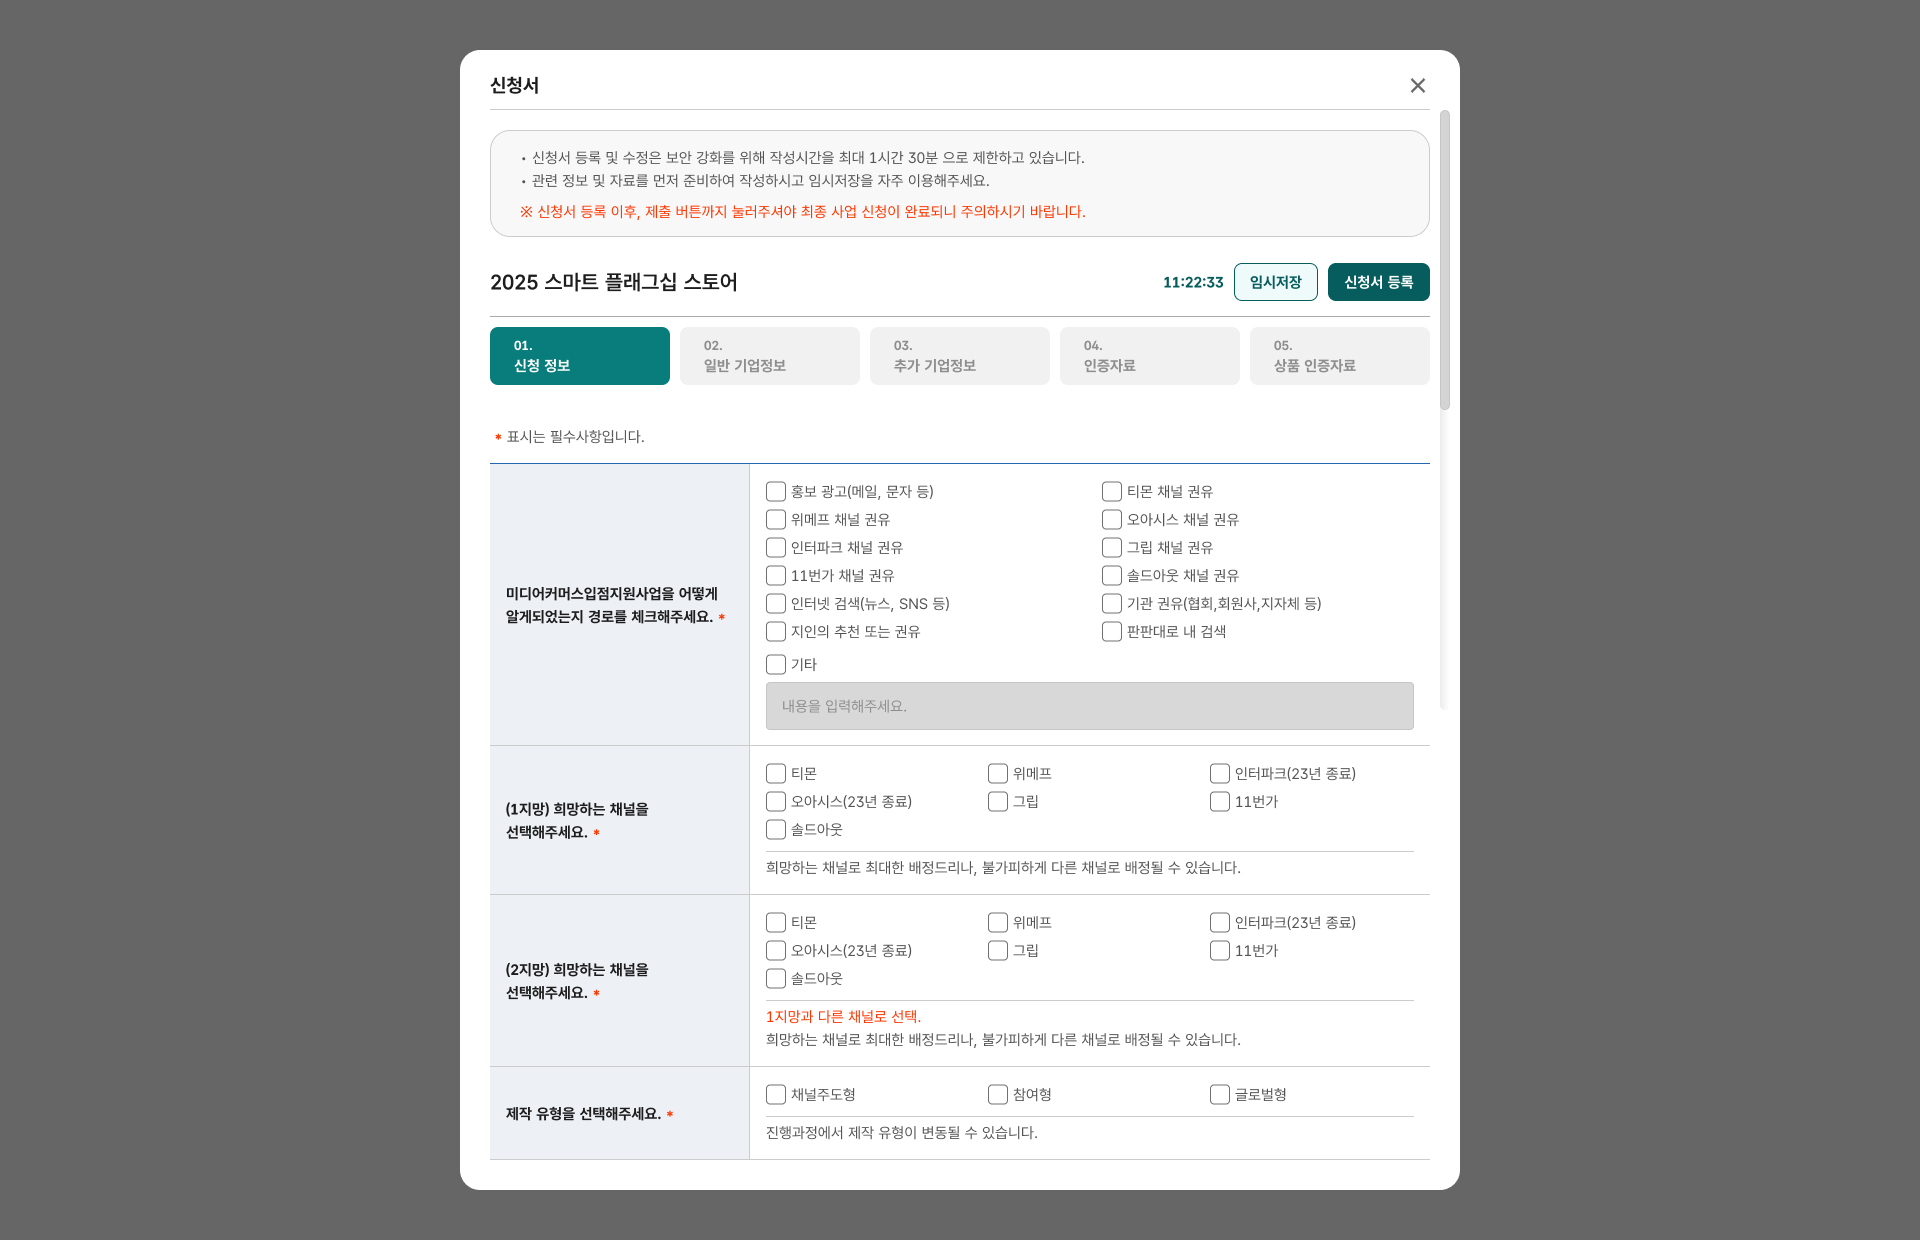 신청서
• 신청서 등록 및 수정은 보안 강화를 위해 작성시간을 최대 1시간 30분 으로 제한하고 있습니다.
• 관련 정보 및 자료를 먼저 준비하여 작성하시고 임시저장을 자주 이용해주세요.
※ 신청서 등록 이후, 제출 버튼까지 눌러주셔야 최종 사업 신청이 완료되니 주의하시기 바랍니다.
2025 스마트 플래그십 스토어
11:22:33
임시저장
신청서 등록
01.
신청 정보
02.
일반 기업정보
03.
추가 기업정보
04.
인증자료
05.
상품 인증자료
* 표시는 필수사항입니다.
미디어커머스입점지원사업을 어떻게
알게되었는지 경로를 체크해주세요. *
홍보 광고(메일, 문자 등)
티몬 채널 권유
위메프 채널 권유
오아시스 채널 권유
인터파크 채널 권유
그립 채널 권유
11번가 채널 권유
솔드아웃 채널 권유
인터넷 검색(뉴스, SNS 등)
기관 권유(협회,회원사,지자체 등)
지인의 추천 또는 권유
판판대로 내 검색
기타
내용을 입력해주세요.
(1지망) 희망하는 채널을
선택해주세요. *
티몬
위메프
인터파크(23년 종료)
오아시스(23년 종료)
그립
11번가
솔드아웃
희망하는 채널로 최대한 배정드리나, 불가피하게 다른 채널로 배정될 수 있습니다.
(2지망) 희망하는 채널을
선택해주세요. *
티몬
위메프
인터파크(23년 종료)
오아시스(23년 종료)
그립
11번가
솔드아웃
1지망과 다른 채널로 선택.
희망하는 채널로 최대한 배정드리나, 불가피하게 다른 채널로 배정될 수 있습니다.
제작 유형을 선택해주세요. *
채널주도형
참여형
글로벌형
진행과정에서 제작 유형이 변동될 수 있습니다.